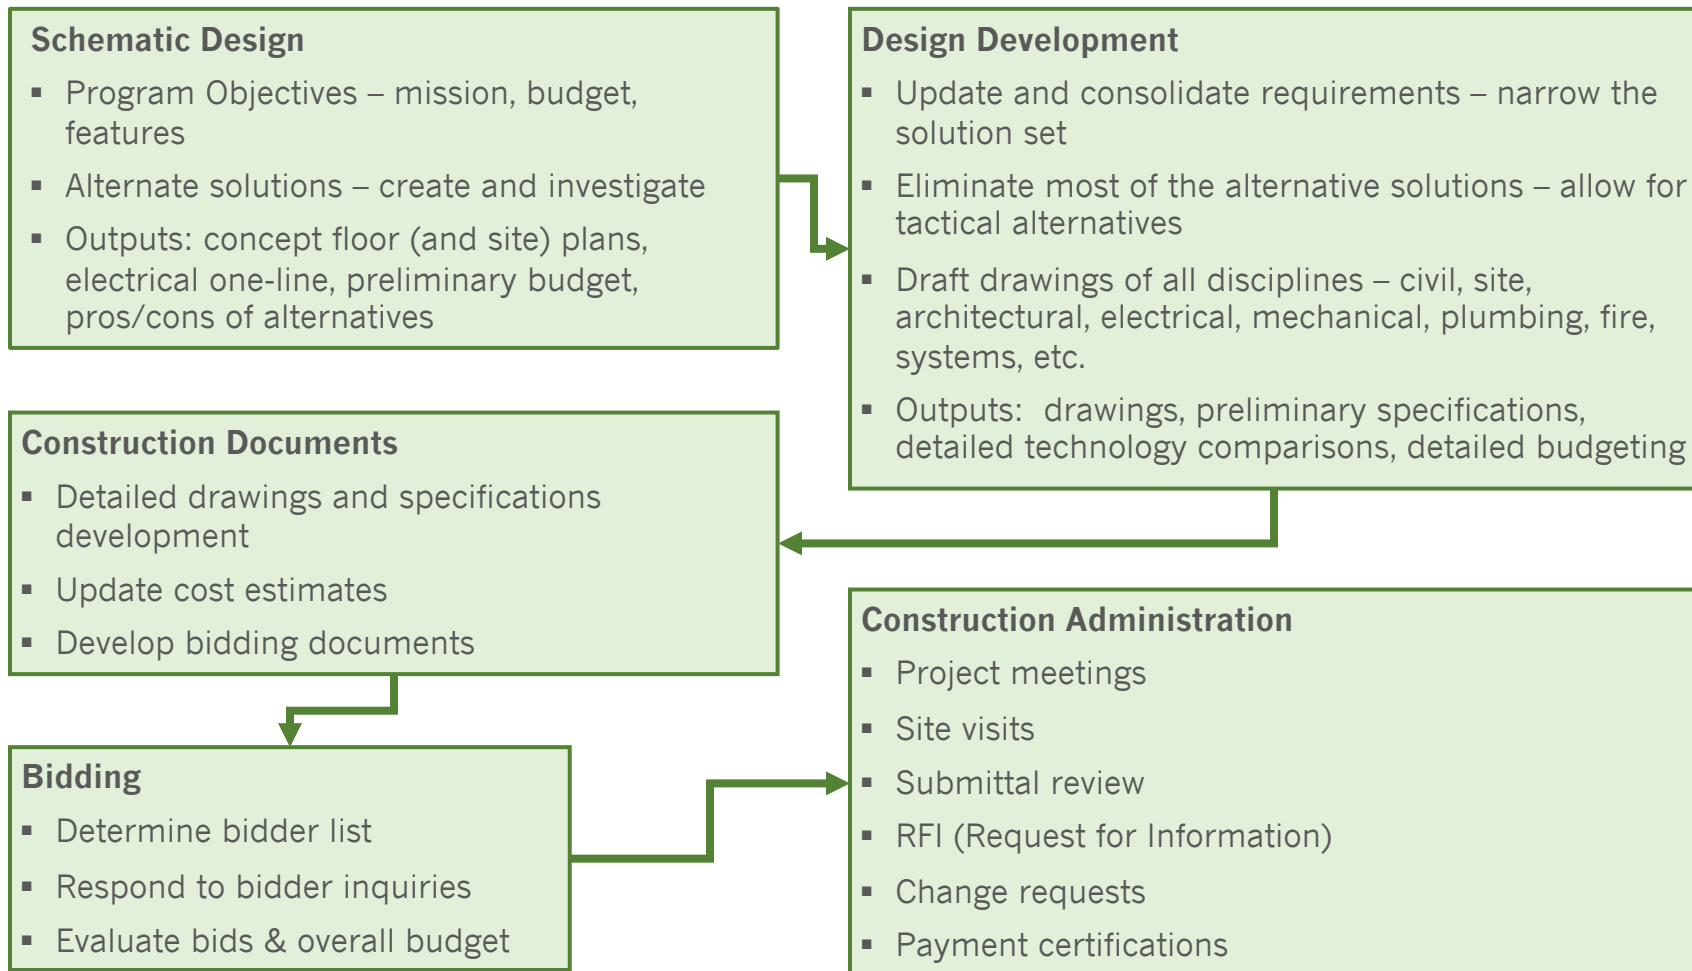 Schematic Design
▪ Program Objectives – mission, budget,
features
▪ Alternate solutions – create and investigate
▪ Outputs: concept floor (and site) plans,
electrical one-line, preliminary budget,
pros/cons of alternatives
Design Development
▪ Update and consolidate requirements – narrow the
solution set
▪ Eliminate most of the alternative solutions – allow for
tactical alternatives
▪ Draft drawings of all disciplines – civil, site,
architectural, electrical, mechanical, plumbing, fire,
systems, etc.
▪ Outputs: drawings, preliminary specifications,
detailed technology comparisons, detailed budgeting
Construction Documents
▪ Detailed drawings and specifications
development
▪ Update cost estimates
▪ Develop bidding documents
Bidding
▪ Determine bidder list
▪ Respond to bidder inquiries
▪ Evaluate bids & overall budget
Construction Administration
▪ Project meetings
▪ Site visits
▪ Submittal review
▪ RFI (Request for Information)
▪ Change requests
▪ Payment certifications